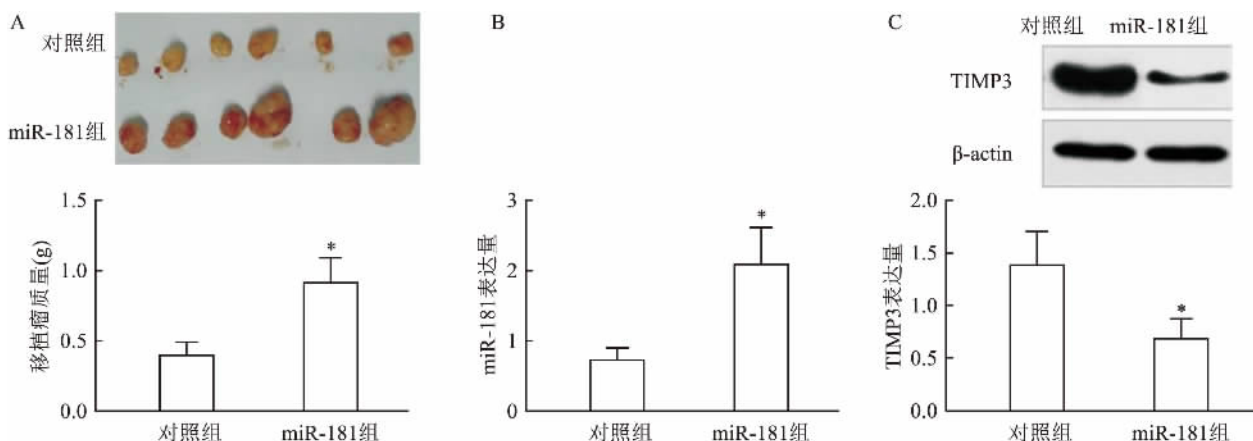 A
对照组
miR-181组
移植瘤质量(g)
1.5
1.0
0.5
0.0
*
对照组 miR-181组
B
miR-181表达量
3
2
1
0
*
对照组 miR-181组
C
对照组 miR-181组
TIMP3
β-actin
TIMP3表达量
2.0
1.5
1.0
0.5
0.0
*
对照组 miR-181组